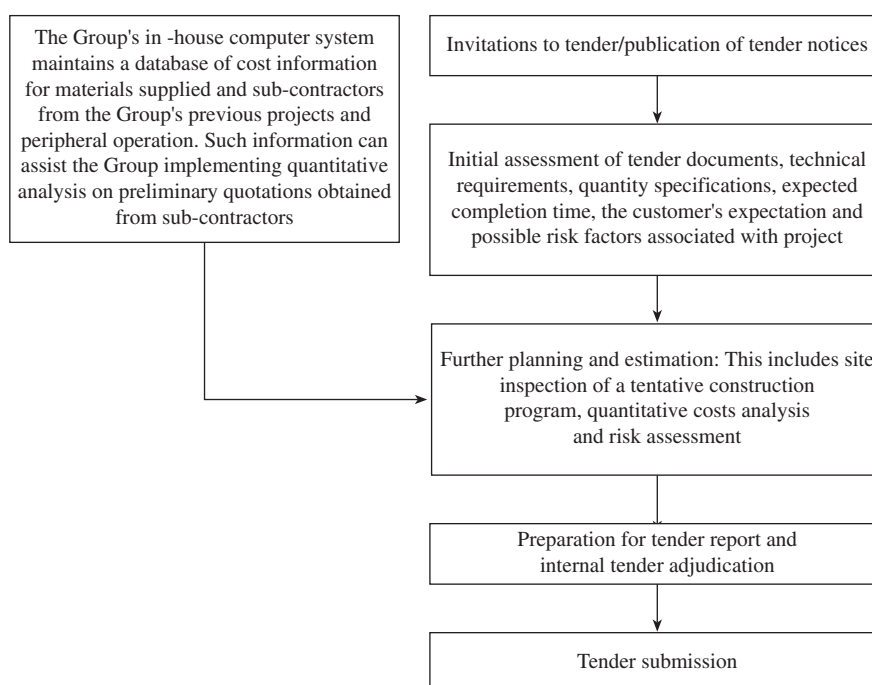 The Group's in -house computer system
maintains a database of cost information
for materials supplied and sub-contractors
from the Group's previous projects and
peripheral operation. Such information can
assist the Group implementing quantitative
analysis on preliminary quotations obtained
from sub-contractors
Invitations to tender/publication of tender notices
Initial assessment of tender documents, technical
requirements, quantity specifications, expected
completion time, the customer's expectation and
possible risk factors associated with project
Further planning and estimation: This includes site
inspection of a tentative construction
program, quantitative costs analysis
and risk assessment
Preparation for tender report and
internal tender adjudication
Tender submission